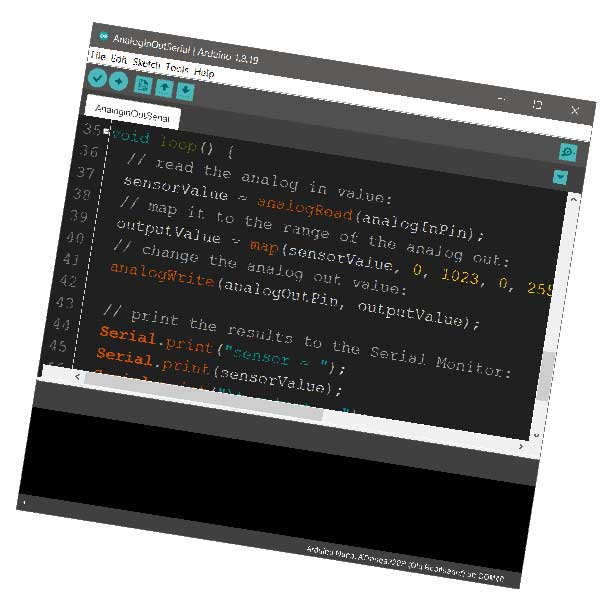 AnalogInOutSerial | Arduino 1.8.19
File Edit Sketch Tools Help
AnalogInOutSerial
35 void loop() {
36 // read the analog in value:
37 sensorValue = analogRead(analogInPin);
38 // map it to the range of the analog out:
39 outputValue = map(sensorValue, 0, 1023, 0, 255
40 // change the analog out value:
41 analogWrite(analogOutPin, outputValue);
42
43 // print the results to the Serial Monitor:
44 Serial.print("sensor = ");
45 Serial.print(sensorValue);
Arduino Nano, ATmega328P (Old Bootloader) on